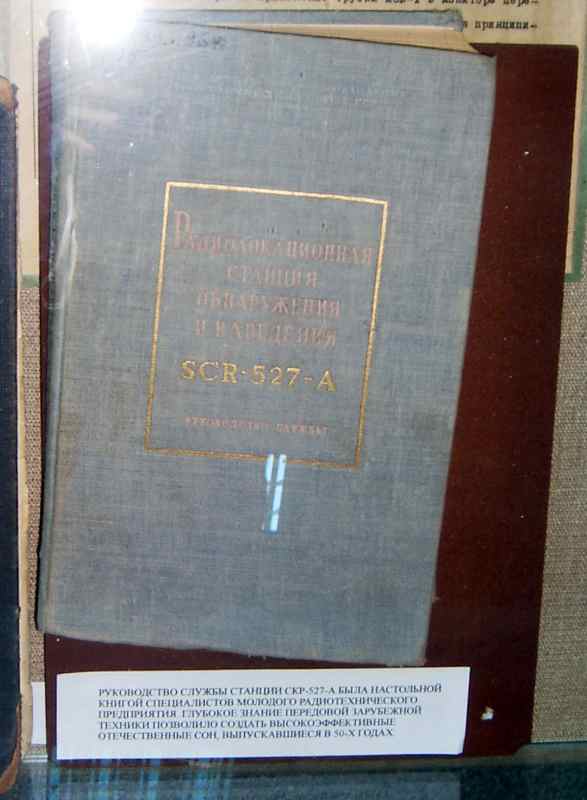 принципи-
РАДИОЛОКАЦИОННАЯ
СТАНЦИЯ
ОБНАРУЖЕНИЯ
И НАВЕДЕНИЯ
SCR-527-A
РУКОВОДСТВО СЛУЖБЫ
РУКОВОДСТВО СЛУЖБЫ СТАНЦИИ СКР-527-А БЫЛА НАСТОЛЬНОЙ
КНИГОЙ СПЕЦИАЛИСТОВ МОЛОДОГО РАДИОТЕХНИЧЕСКОГО
ПРЕДПРИЯТИЯ ГЛУБОКОЕ ЗНАНИЕ ПЕРЕДОВОЙ ЗАРУБЕЖНОЙ
ТЕХНИКИ ПОЗВОЛИЛО СОЗДАТЬ ВЫСОКОЭФФЕКТИВНЫЕ
ОТЕЧЕСТВЕННЫЕ СОН, ВЫПУСКАВШИЕСЯ В 50-Х ГОДАХ